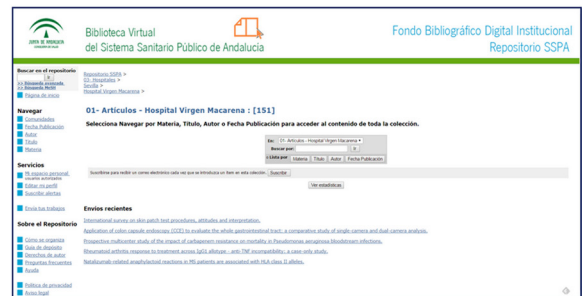 JUNTA DE ANDALUCIA
Biblioteca Virtual
del Sistema Sanitario Público de Andalucía
Fondo Bibliográfico Digital Institucional
Repositorio SSPA
Buscar en el repositorio
>> Búsqueda avanzada
>> Búsqueda MeSH
Página de inicio
Navegar
Comunidades
Fecha Publicación
Autor
Título
Materia
Servicios
Mi espacio personal
usuarios autorizados
Editar mi perfil
Suscribir alertas
Envía tus trabajos
Sobre el Repositorio
Cómo se organiza
Guía de depósito
Derechos de autor
Preguntas frecuentes
Ayuda
Política de privacidad
Aviso legal
Repositorio SSPA >
03- Hospitales >
Sevilla >
Hospital Virgen Macarena >
01- Artículos - Hospital Virgen Macarena : [151]
Selecciona Navegar por Materia, Título, Autor o Fecha Publicación para acceder al contenido de toda la colección.
En: 01- Artículos - Hospital Virgen Macarena
Buscar por:
o Lista por Materia Título Autor Fecha Publicación
Suscribirse para recibir un correo electrónico cada vez que se introduzca un ítem en esta colección. Suscribir
Ver estadísticas
Envíos recientes
International survey on skin patch test procedures, attitudes and interpretation.
Application of colon capsule endoscopy (CCE) to evaluate the whole gastrointestinal tract: a comparative study of single-camera and dual-camera analysis.
Prospective multicenter study of the impact of carbapenem resistance on mortality in Pseudomonas aeruginosa bloodstream infections.
Rheumatoid arthritis response to treatment across IgG1 allotype - anti-TNF incompatibility: a case-only study.
Natalizumab-related anaphylactoid reactions in MS patients are associated with HLA class II alleles.